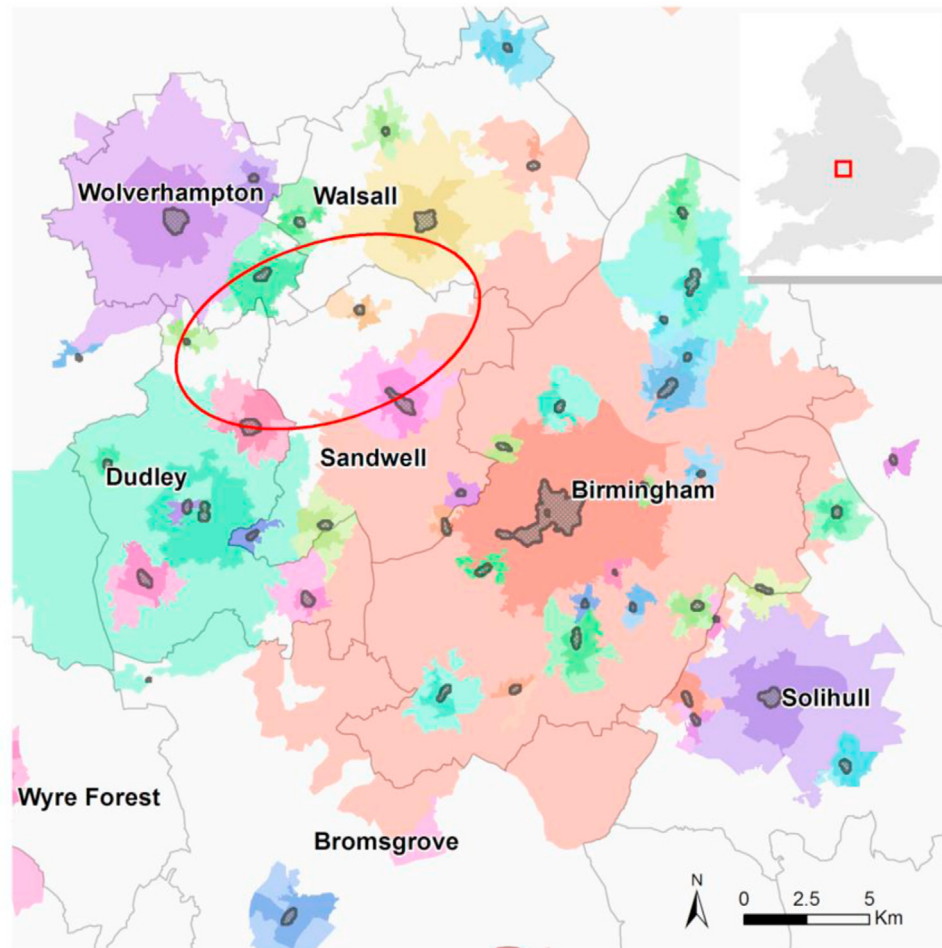 Wolverhampton
Walsall
Dudley
Sandwell
Birmingham
Solihull
Wyre Forest
Bromsgrove
N
0 2.5 5
Km